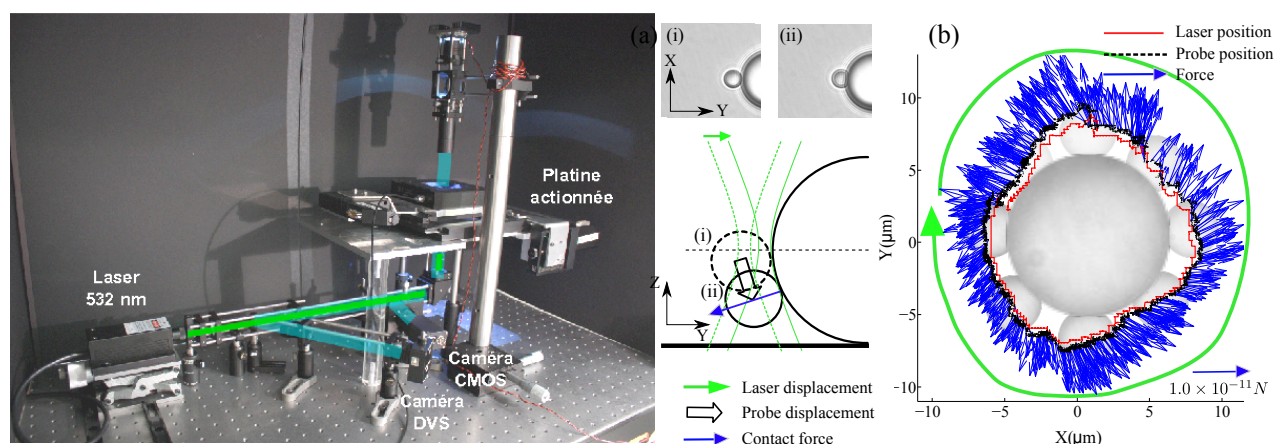 Platine
actionnée
Laser
532 nm
Caméra
CMOS
Caméra
DVS
(a)
(i)
(ii)
X
Y
X
Y
(i)
(ii)
Z
Y
Laser displacement
Probe displacement
Contact force
(b)
Laser position
Probe position
Force
Y(μm)
10
5
0
−5
−10
1.0 × 10⁻¹¹ N
−10
−5
0
5
10
X(μm)